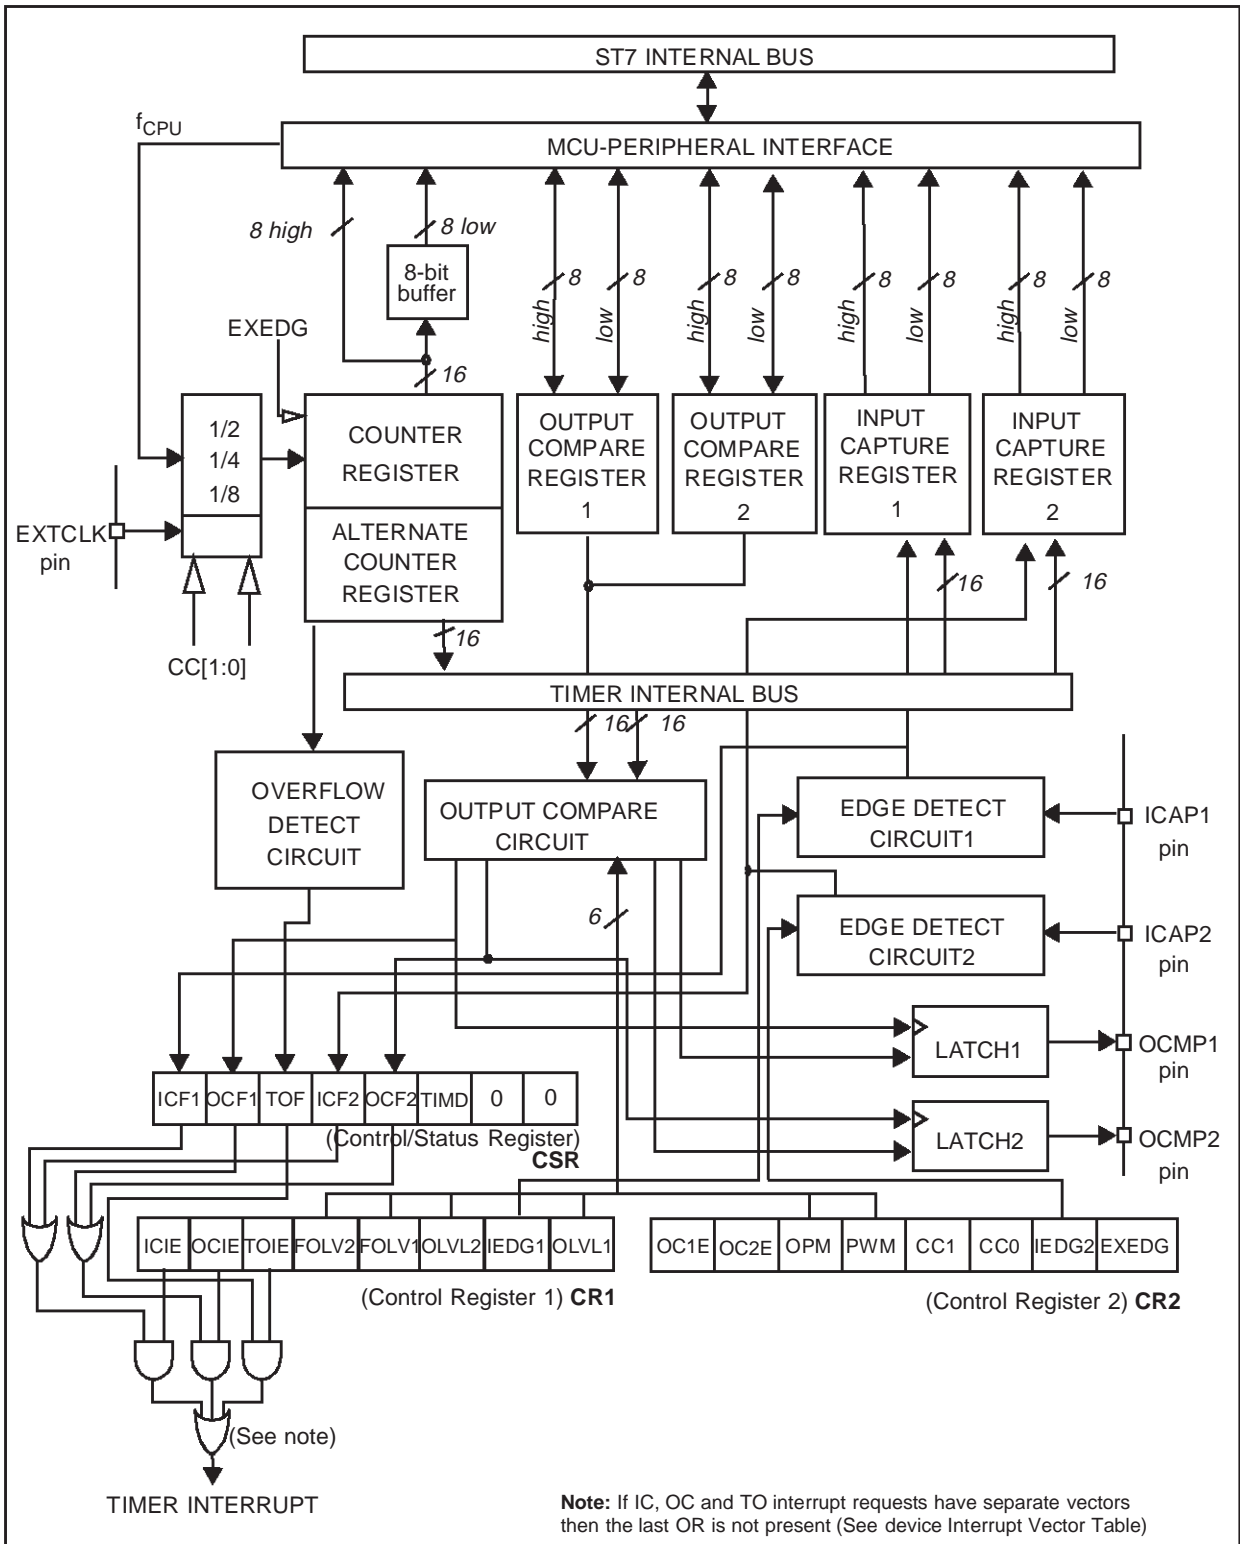 ST7 INTERNAL BUS
fCPU
MCU-PERIPHERAL INTERFACE
8 high
8 low
8-bit
buffer
8
8
8
8
8
8
8
8
high
low
high
low
high
low
high
low
EXEDG
16
1/2
1/4
1/8
COUNTER
REGISTER
ALTERNATE
COUNTER
REGISTER
OUTPUT
COMPARE
REGISTER
1
OUTPUT
COMPARE
REGISTER
2
INPUT
CAPTURE
REGISTER
1
INPUT
CAPTURE
REGISTER
2
EXTCLK
pin
CC[1:0]
16
16
16
TIMER INTERNAL BUS
16
16
OVERFLOW
DETECT
CIRCUIT
OUTPUT COMPARE
CIRCUIT
EDGE DETECT
CIRCUIT1
ICAP1
pin
6
EDGE DETECT
CIRCUIT2
ICAP2
pin
LATCH1
OCMP1
pin
LATCH2
OCMP2
pin
ICF1 OCF1 TOF ICF2 OCF2 TIMD 0 0
(Control/Status Register)
CSR
ICIE OCIE TOIE FOLV2 FOLV1 OLVL2 IEDG1 OLVL1
(Control Register 1) CR1
OC1E OC2E OPM PWM CC1 CC0 IEDG2 EXEDG
(Control Register 2) CR2
(See note)
TIMER INTERRUPT
Note: If IC, OC and TO interrupt requests have separate vectors
then the last OR is not present (See device Interrupt Vector Table)